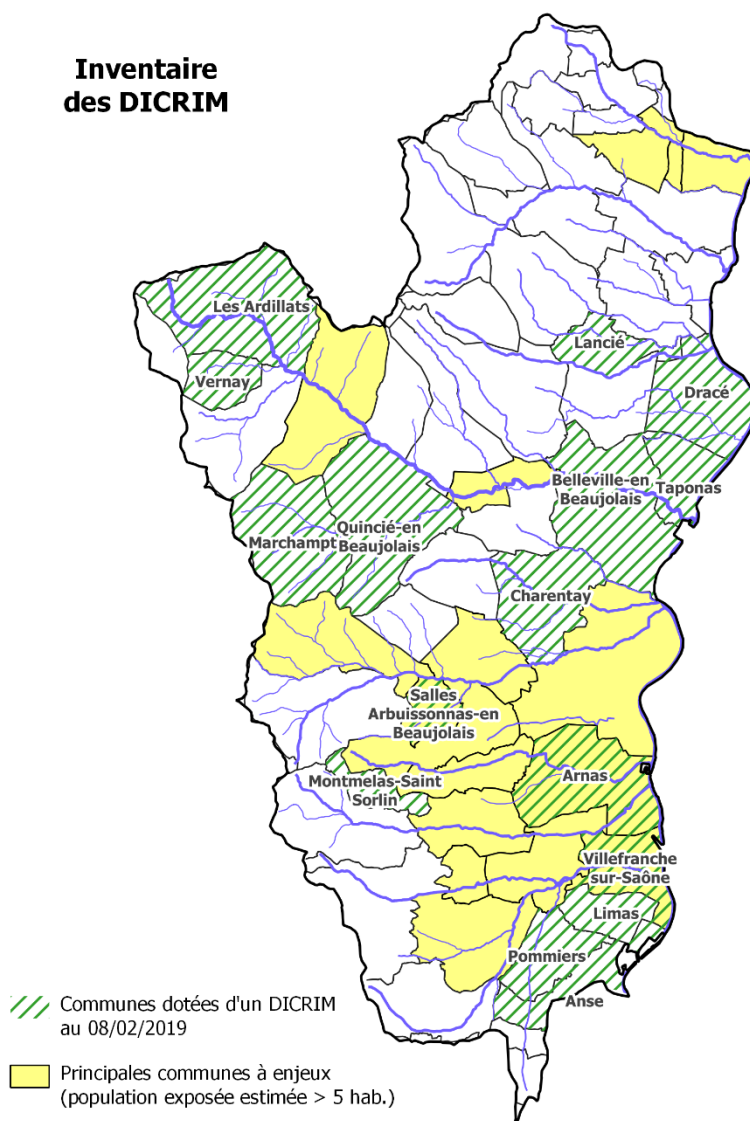 Inventaire
des DICRIM
Les Ardillats
Lancié
Vernay
Dracé
Belleville-en
Beaujolais
Taponas
Quincié-en
Marchampt
Beaujolais
Charentay
Salles
Arbuissonnas-en
Beaujolais
Arnas
Montmelas-Saint
Sorlin
Villefranche
sur-Saône
Limas
Pommiers
Anse
Communes dotées d'un DICRIM
au 08/02/2019
Principales communes à enjeux
(population exposée estimée > 5 hab.)